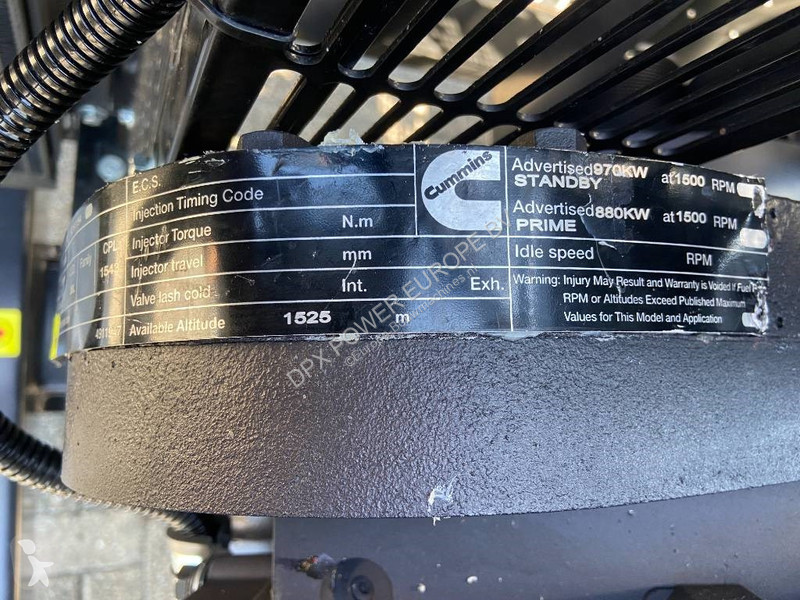 Family
CPL
1543
E.C.S.
Injection Timing Code
Injector Torque N.m
Injector travel mm
Valve lash cold Int. Exh.
Available Altitude 1525 m
Cummins
Advertised 970KW at 1500 RPM
STANDBY
Advertised 880KW at 1500 RPM
PRIME
Idle speed RPM
Warning: Injury May Result and Warranty is Voided If Fuel
RPM or Altitudes Exceed Published Maximum
Values for This Model and Application
DPX POWER EUROPE B